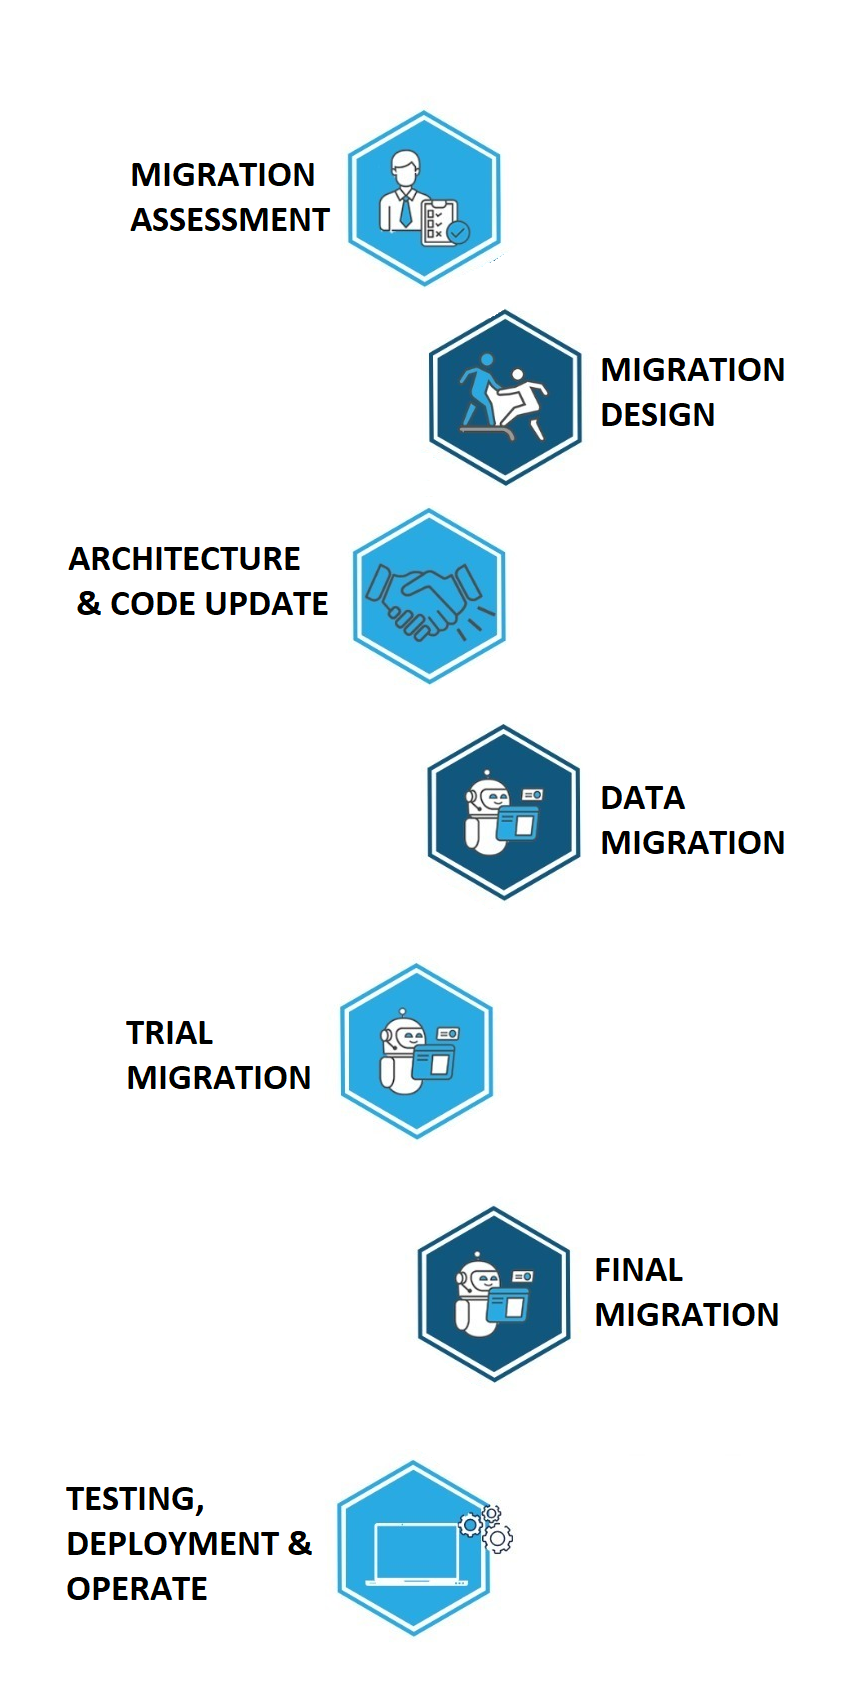 MIGRATION
ASSESSMENT
MIGRATION
DESIGN
ARCHITECTURE
& CODE UPDATE
DATA
MIGRATION
TRIAL
MIGRATION
FINAL
MIGRATION
TESTING,
DEPLOYMENT &
OPERATE